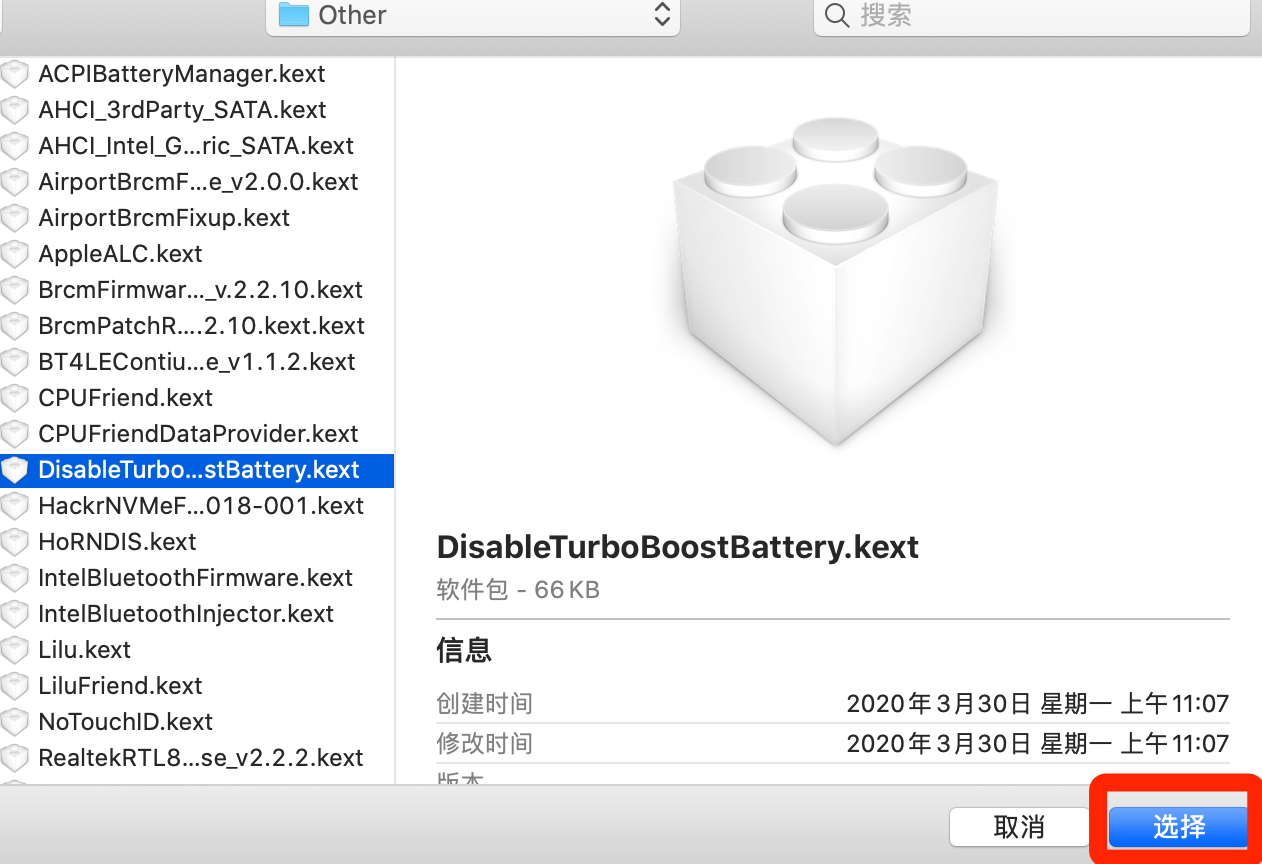 Other
搜索
ACPIBatteryManager.kext
AHCI_3rdParty_SATA.kext
AHCI_Intel_G...ric_SATA.kext
AirportBrcmF...e_v2.0.0.kext
AirportBrcmFixup.kext
AppleALC.kext
BrcmFirmwar..._v.2.2.10.kext
BrcmPatchR....2.10.kext.kext
BT4LEContiu...e_v1.1.2.kext
CPUFriend.kext
CPUFriendDataProvider.kext
DisableTurbo...stBattery.kext
HackrNVMeF...018-001.kext
HoRNDIS.kext
IntelBluetoothFirmware.kext
IntelBluetoothInjector.kext
Lilu.kext
LiluFriend.kext
NoTouchID.kext
RealtekRTL8...se_v2.2.2.kext
DisableTurboBoostBattery.kext
软件包 - 66 KB
信息
创建时间 2020年3月30日 星期一 上午11:07
修改时间 2020年3月30日 星期一 上午11:07
版本
取消 选择